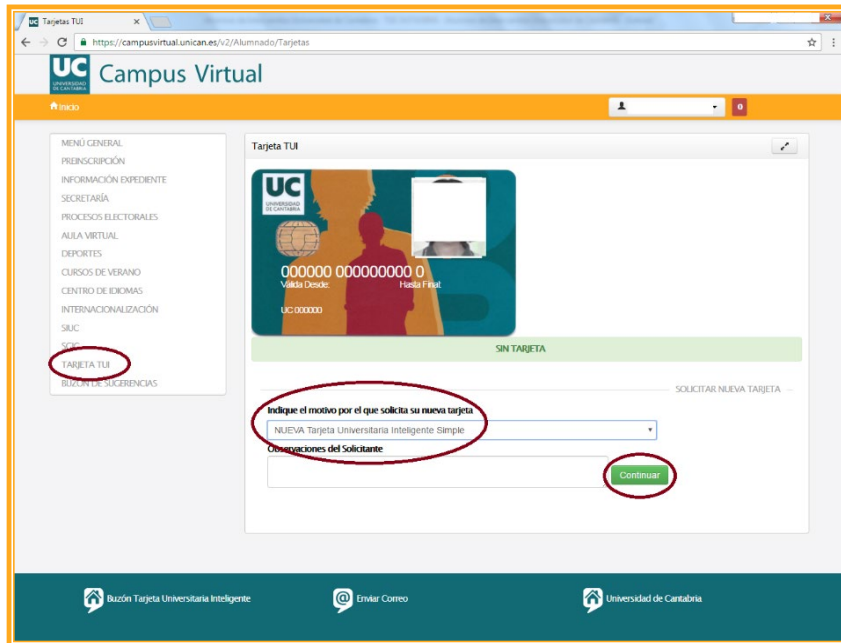 Tarjetas TUI
https://campusvirtual.unican.es/v2/Alumnado/Tarjetas
UC
UNIVERSIDAD
DE CANTABRIA
Campus Virtual
Inicio
0
MENÚ GENERAL
PREINSCRIPCIÓN
INFORMACIÓN EXPEDIENTE
SECRETARÍA
PROCESOS ELECTORALES
AULA VIRTUAL
DEPORTES
CURSOS DE VERANO
CENTRO DE IDIOMAS
INTERNACIONALIZACIÓN
SIUC
SCIC
TARJETA TUI
BUZÓN DE SUGERENCIAS
Tarjeta TUI
UC
UNIVERSIDAD
DE CANTABRIA
000000 000000000 0
Válida Desde: Hasta Final:
UC 000000
SIN TARJETA
SOLICITAR NUEVA TARJETA
Indique el motivo por el que solicita su nueva tarjeta
NUEVA Tarjeta Universitaria Inteligente Simple
Observaciones del Solicitante
Continuar
Buzón Tarjeta Universitaria Inteligente
Enviar Correo
Universidad de Cantabria